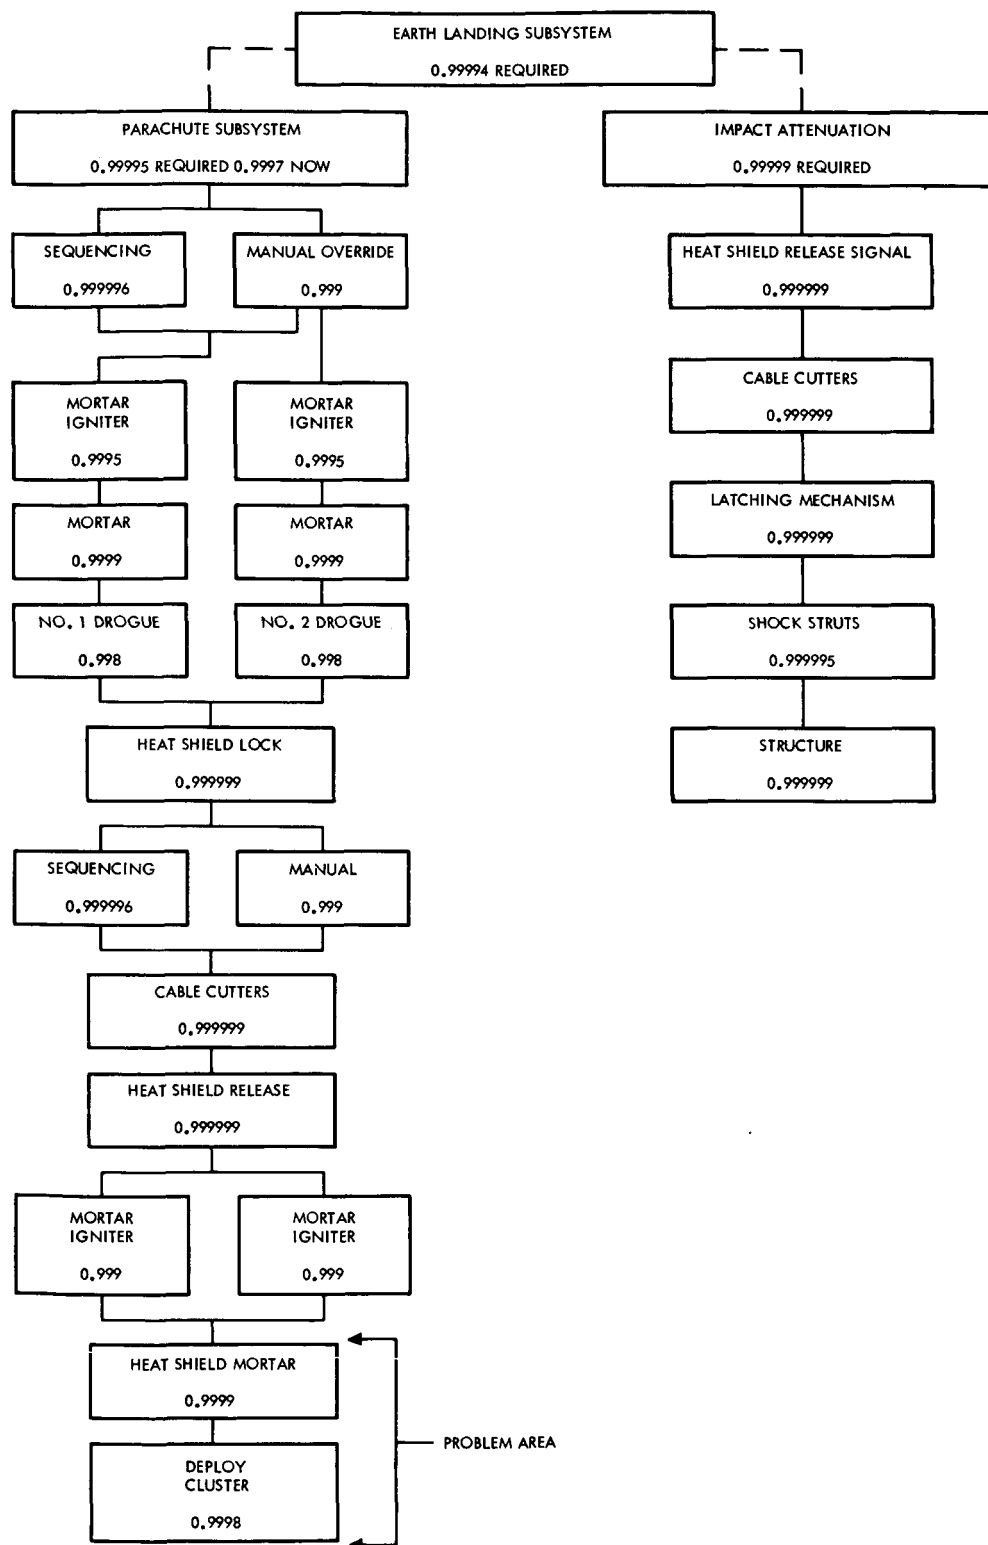 EARTH LANDING SUBSYSTEM
0.99994 REQUIRED
PARACHUTE SUBSYSTEM
0.99995 REQUIRED 0.9997 NOW
IMPACT ATTENUATION
0.99999 REQUIRED
SEQUENCING
0.999996
MANUAL OVERRIDE
0.999
HEAT SHIELD RELEASE SIGNAL
0.999999
MORTAR
IGNITER
0.9995
MORTAR
IGNITER
0.9995
CABLE CUTTERS
0.999999
MORTAR
0.9999
MORTAR
0.9999
LATCHING MECHANISM
0.999999
NO. 1 DROGUE
0.998
NO. 2 DROGUE
0.998
SHOCK STRUTS
0.999995
HEAT SHIELD LOCK
0.999999
STRUCTURE
0.999999
SEQUENCING
0.999996
MANUAL
0.999
CABLE CUTTERS
0.999999
HEAT SHIELD RELEASE
0.999999
MORTAR
IGNITER
0.999
MORTAR
IGNITER
0.999
HEAT SHIELD MORTAR
0.9999
PROBLEM AREA
DEPLOY
CLUSTER
0.9998